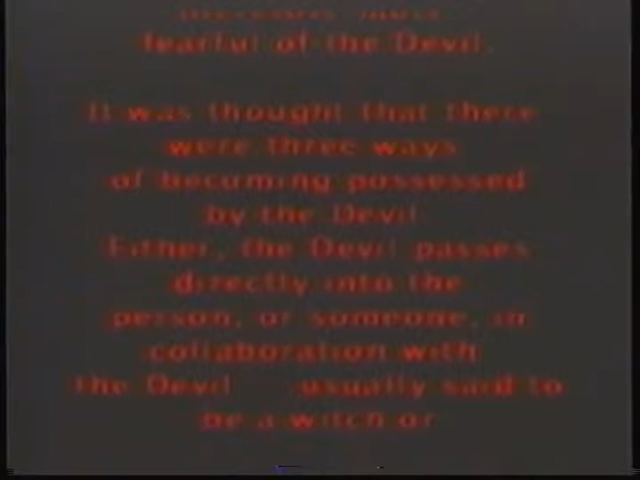 fearful of the Devil.
It was thought that there
were three ways
of becoming possessed
by the Devil
Either, the Devil passes
directly into the
person, or someone, in
collaboration with
the Devil usually said to
be a witch or